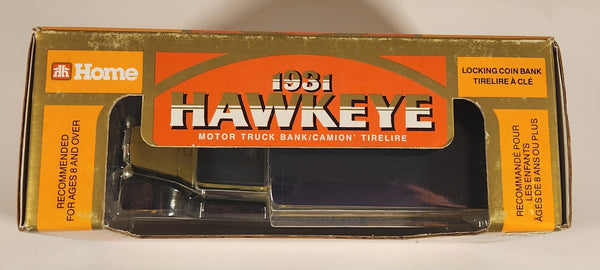 Home
1931
HAWKEYE
MOTOR TRUCK BANK/CAMION' TIRELIRE
LOCKING COIN BANK
TIRELIRE À CLÉ
RECOMMENDED
FOR AGES 8 AND OVER
RECOMMANDÉ POUR
LES ENFANTS
ÂGÉS DE 8 ANS OU PLUS